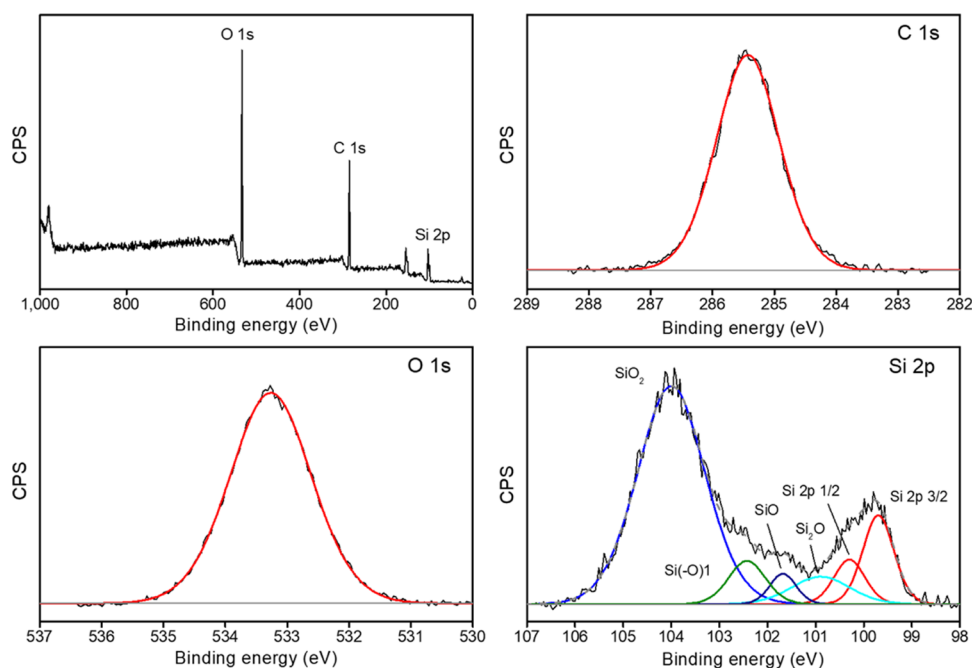 O 1s
C 1s
Si 2p
CPS
1,000
800
600
400
200
0
Binding energy (eV)
C 1s
CPS
289
288
287
286
285
284
283
282
Binding energy (eV)
O 1s
CPS
537
536
535
534
533
532
531
530
Binding energy (eV)
Si 2p
SiO₂
Si 2p 1/2
Si 2p 3/2
SiO
Si₂O
Si(-O)1
CPS
107
106
105
104
103
102
101
100
99
98
Binding energy (eV)